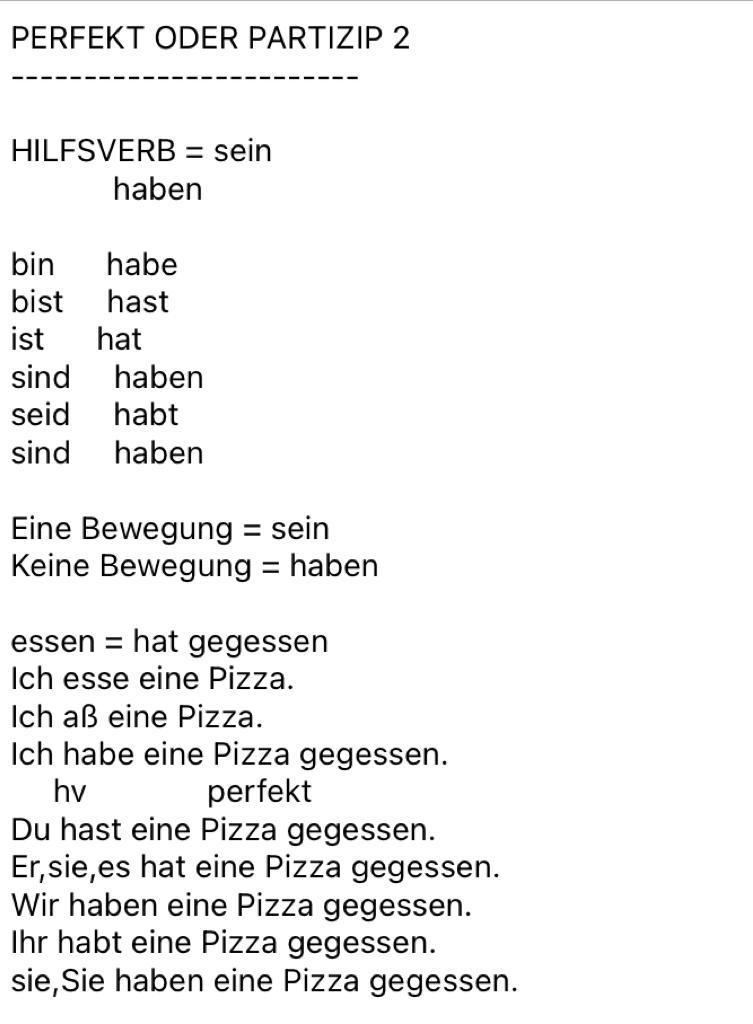 PERFEKT ODER PARTIZIP 2
------------------------
HILFSVERB = sein
haben
bin habe
bist hast
ist hat
sind haben
seid habt
sind haben
Eine Bewegung = sein
Keine Bewegung = haben
essen = hat gegessen
Ich esse eine Pizza.
Ich aß eine Pizza.
Ich habe eine Pizza gegessen.
hv perfekt
Du hast eine Pizza gegessen.
Er,sie,es hat eine Pizza gegessen.
Wir haben eine Pizza gegessen.
Ihr habt eine Pizza gegessen.
sie,Sie haben eine Pizza gegessen.